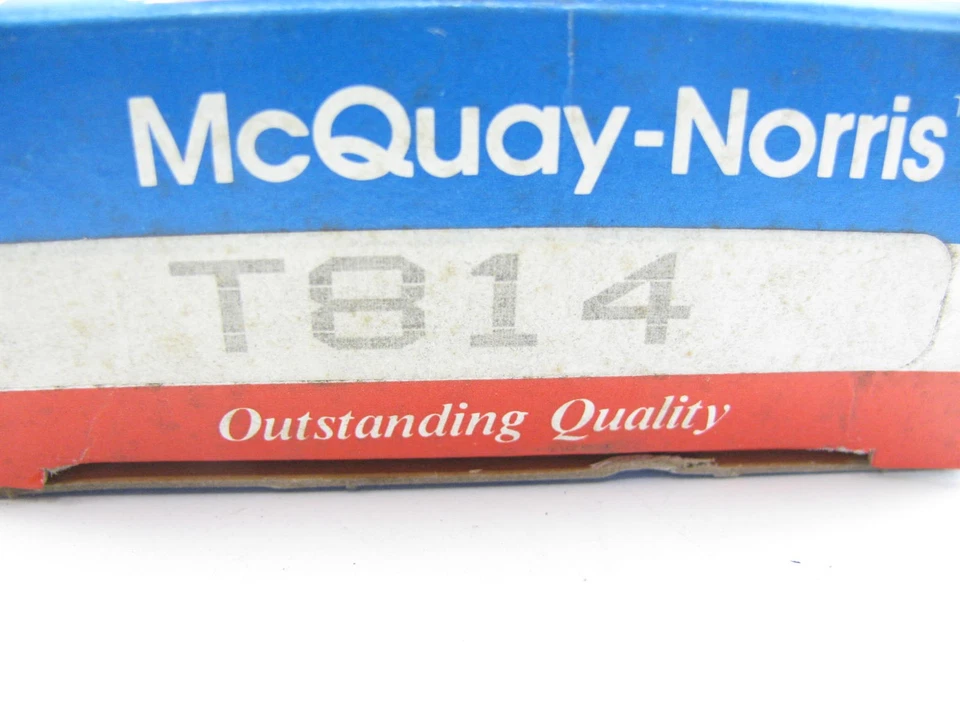 McQuay-Norris
T814
Outstanding Quality